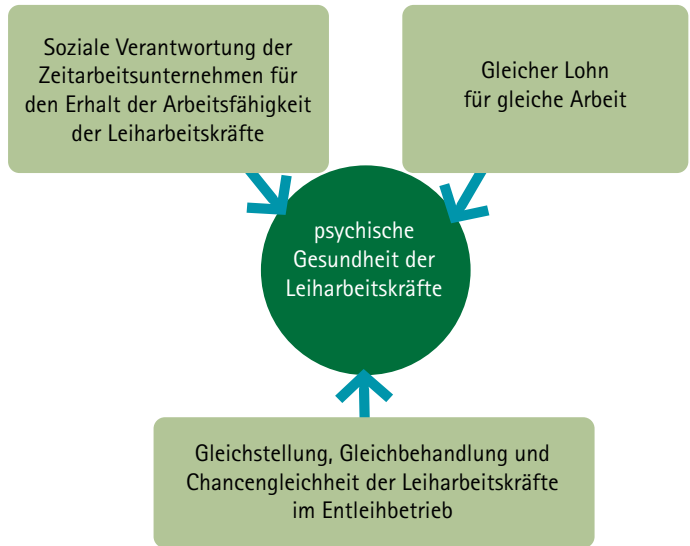 Soziale Verantwortung der
Zeitarbeitsunternehmen für
den Erhalt der Arbeitsfähigkeit
der Leiharbeitskräfte
Gleicher Lohn
für gleiche Arbeit
psychische
Gesundheit der
Leiharbeitskräfte
Gleichstellung, Gleichbehandlung und
Chancengleichheit der Leiharbeitskräfte
im Entleihbetrieb